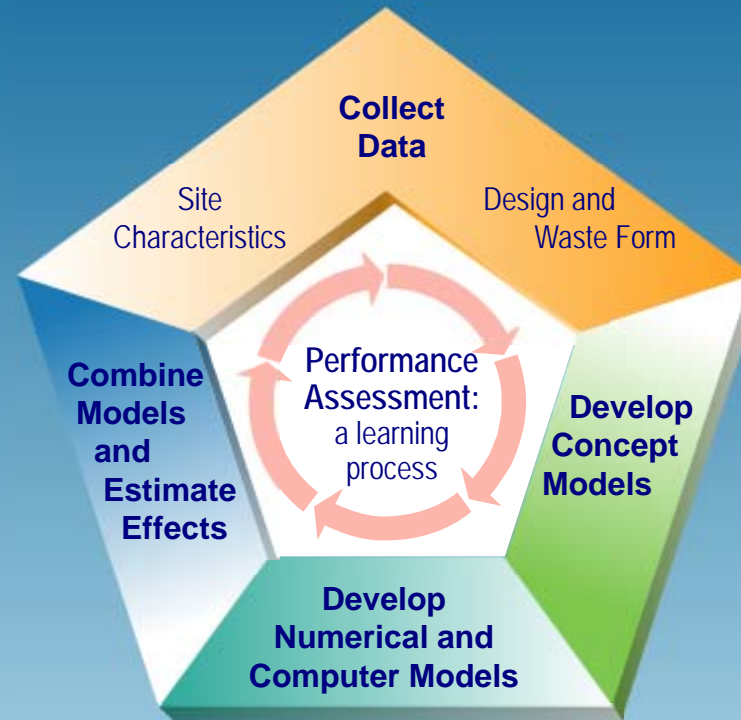 Collect
Data
Site
Characteristics
Design and
Waste Form
Performance
Assessment:
a learning
process
Develop
Concept
Models
Develop
Numerical and
Computer Models
Combine
Models
and
Estimate
Effects